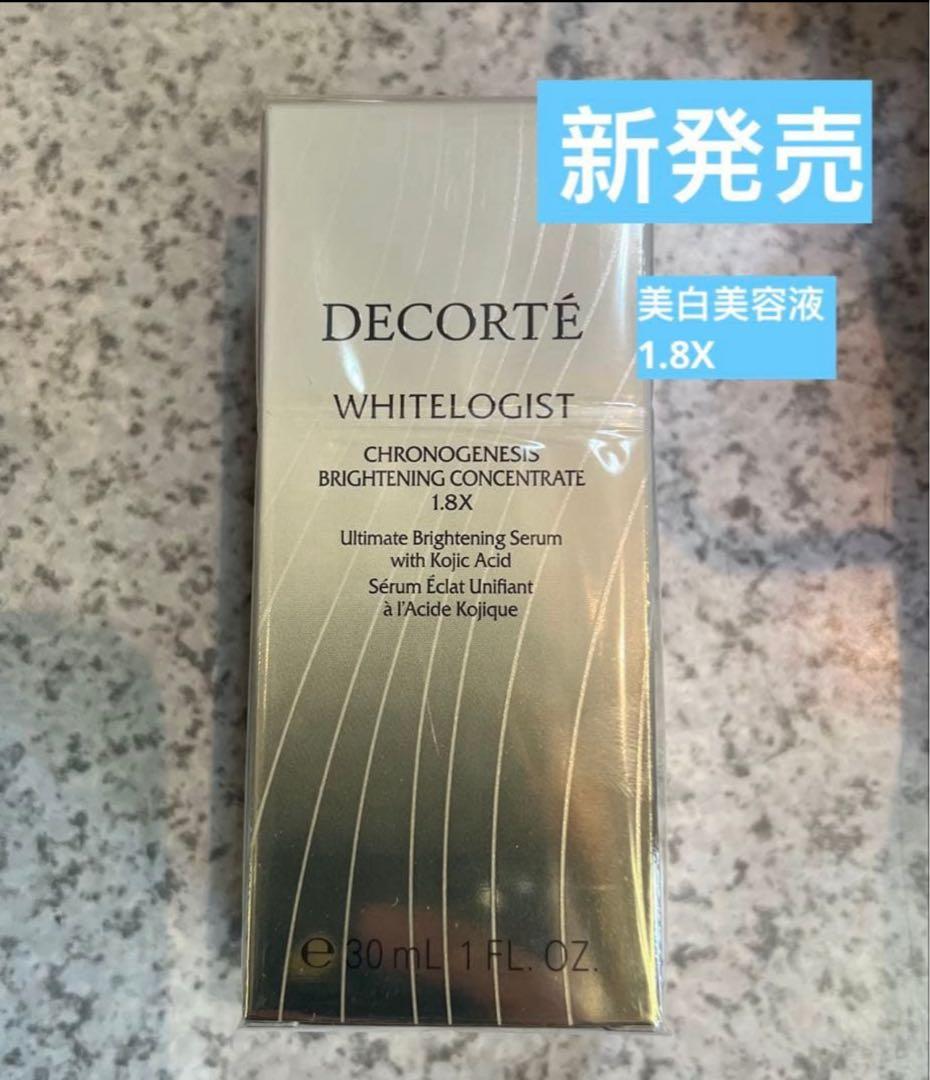 新発売
美白美容液
1.8X
DECORTÉ
WHITELOGIST
CHRONOGENESIS
BRIGHTENING CONCENTRATE
1.8X
Ultimate Brightening Serum
with Kojic Acid
Sérum Éclat Unifiant
à l'Acide Kojique
e 30 mL 1 FL. OZ.